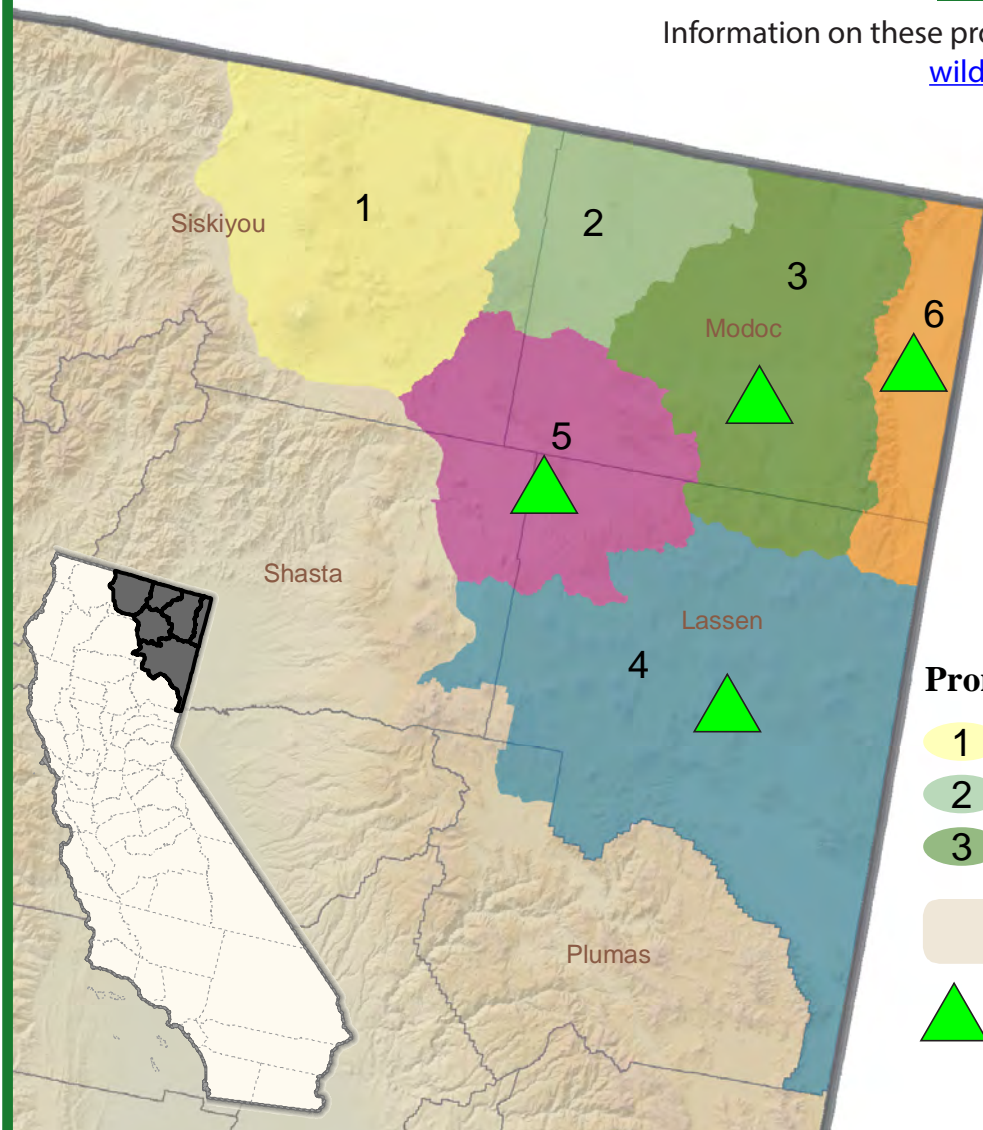 Information on these pro
wild
1
2
3
6
Siskiyou
Modoc
5
Shasta
Lassen
4
Pron
1
2
3
Plumas